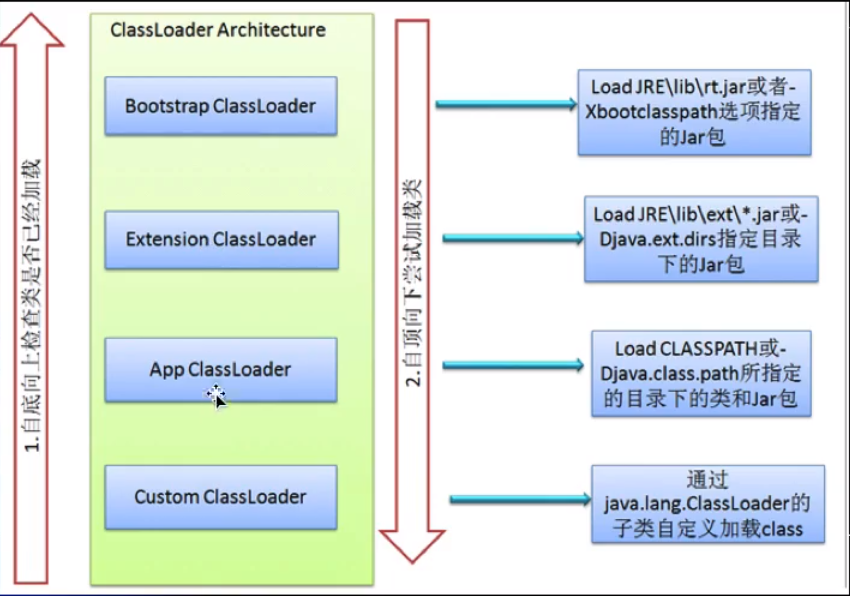 ClassLoader Architecture
1.自底向上检查类是否已经加载
Bootstrap ClassLoader
Extension ClassLoader
App ClassLoader
Custom ClassLoader
2.自顶向下尝试加载类
Load JRE\lib\rt.jar或者-
Xbootclasspath选项指定
的Jar包
Load JRE\lib\ext\*.jar或-
Djava.ext.dirs指定目录
下的Jar包
Load CLASSPATH或-
Djava.class.path所指定
的目录下的类和Jar包
通过
java.lang.ClassLoader的
子类自定义加载class